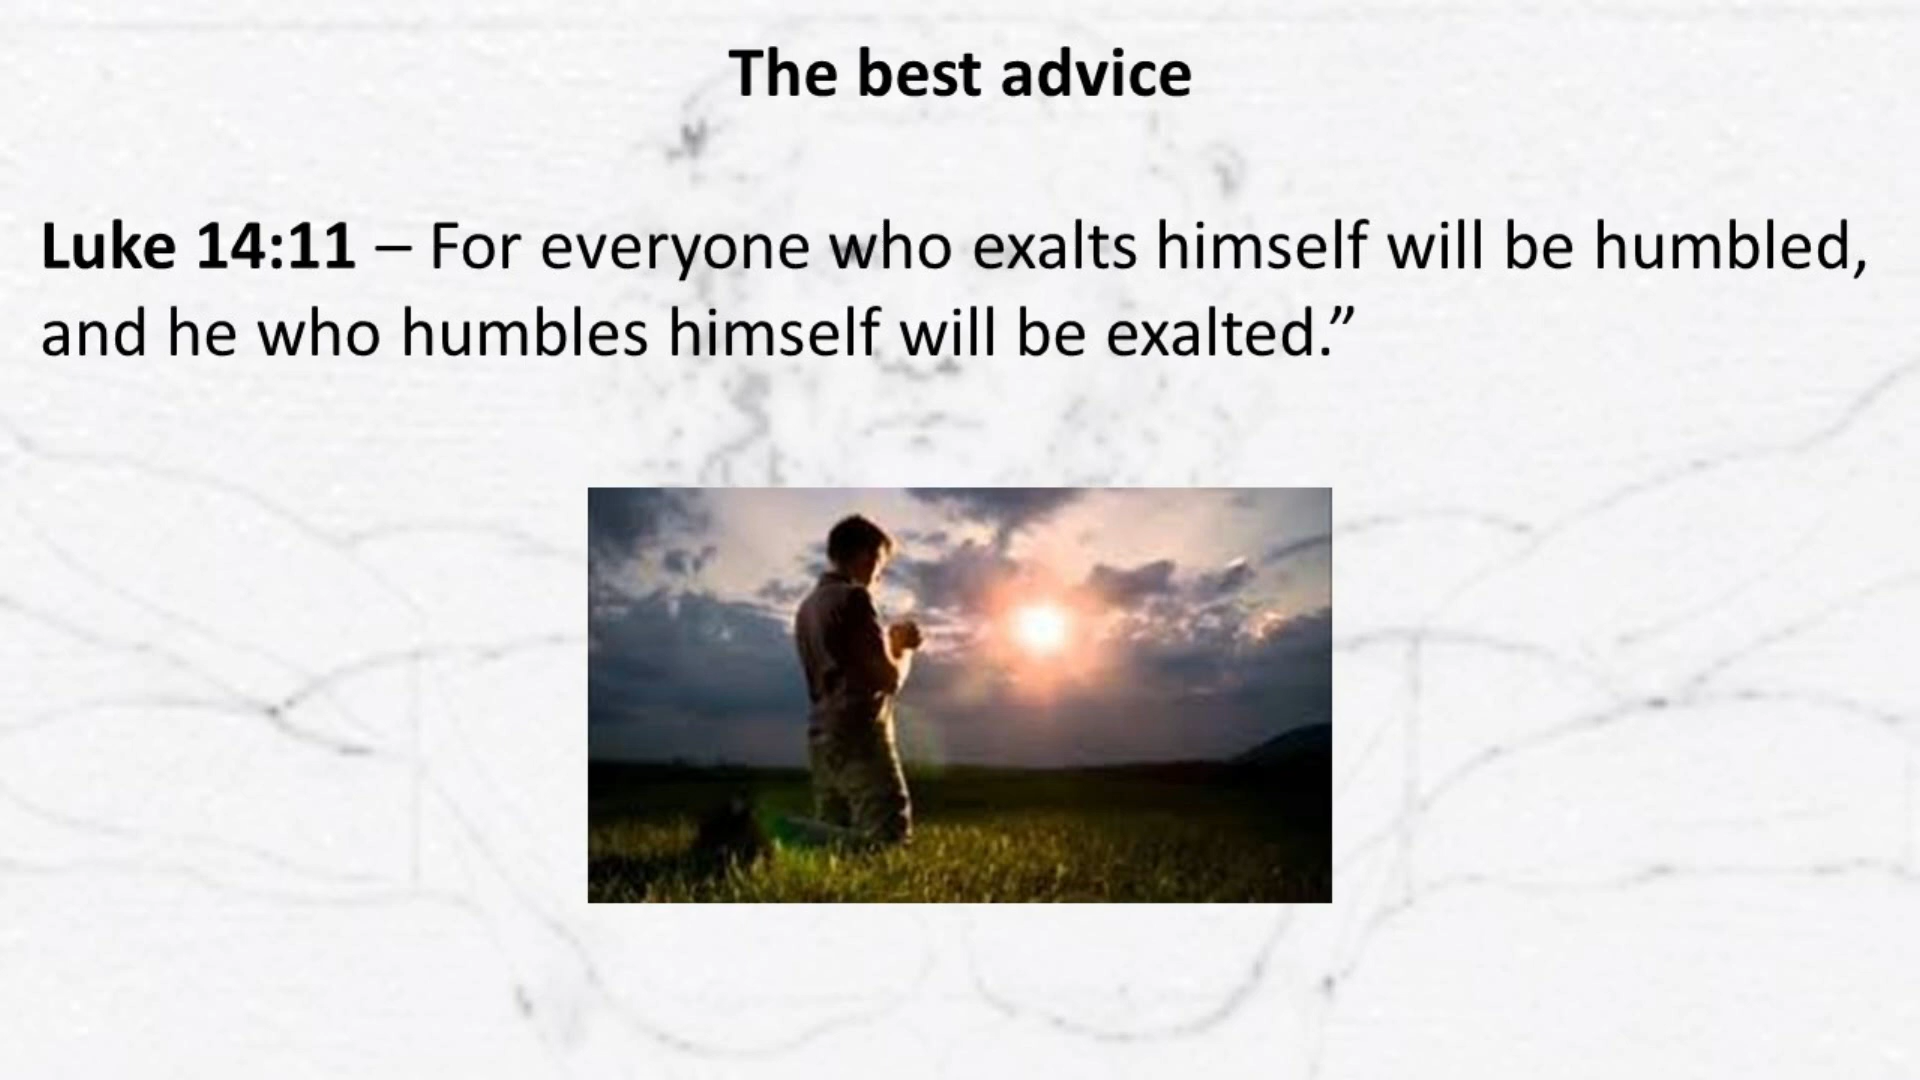 The best advice
Luke 14:11 – For everyone who exalts himself will be humbled,
and he who humbles himself will be exalted.”